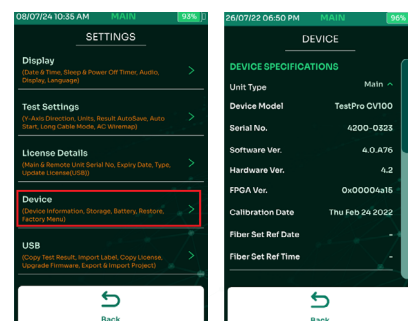 08/07/24 10:35 AM MAIN 93%
SETTINGS
Display
(Date & Time, Sleep & Power Off Timer, Audio,
Display, Language)
Test Settings
(Y-Axis Direction, Units, Result AutoSave, Auto
Start, Long Cable Mode, AC Wiremap)
License Details
(Main & Remote Unit Serial No, Expiry Date, Type,
Update License(USB))
Device
(Device Information, Storage, Battery, Restore,
Factory Menu)
USB
(Copy Test Result, Import Label, Copy License,
Upgrade Firmware, Export & Import Project)
Back
26/07/22 06:50 PM MAIN 96%
DEVICE
DEVICE SPECIFICATIONS
Unit Type Main
Device Model TestPro CV100
Serial No. 4200-0323
Software Ver. 4.0.A76
Hardware Ver. 4.2
FPGA Ver. 0x00004a16
Calibration Date Thu Feb 24 2022
Fiber Set Ref Date -
Fiber Set Ref Time -
Back